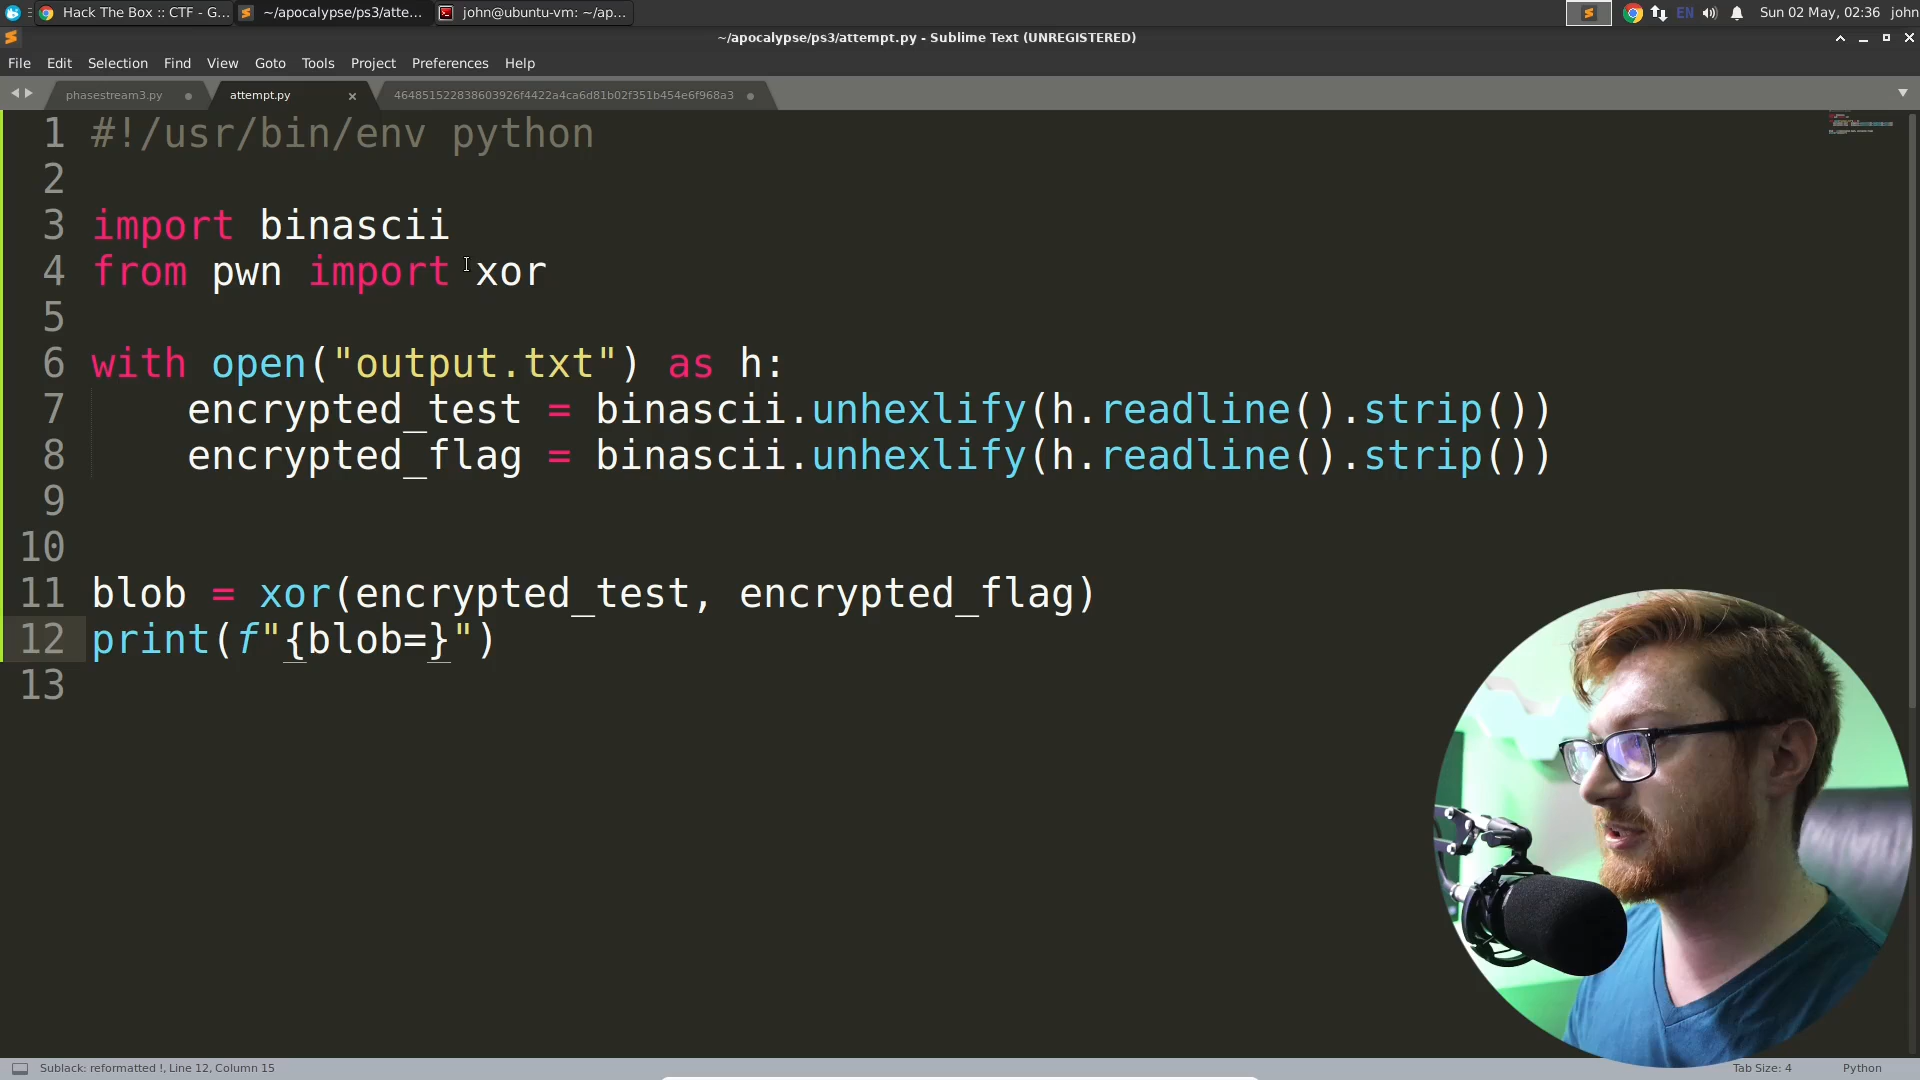 Hack The Box :: CTF - G...
~/apocalypse/ps3/atte...
john@ubuntu-vm: ~/ap...
EN
Sun 02 May, 02:36
john
~/apocalypse/ps3/attempt.py - Sublime Text (UNREGISTERED)
File Edit Selection Find View Goto Tools Project Preferences Help
phasestream3.py
attempt.py
464851522838603926f4422a4ca6d81b02f351b454e6f968a3
1 #!/usr/bin/env python
2
3 import binascii
4 from pwn import xor
5
6 with open("output.txt") as h:
7 encrypted_test = binascii.unhexlify(h.readline().strip())
8 encrypted_flag = binascii.unhexlify(h.readline().strip())
9
10
11 blob = xor(encrypted_test, encrypted_flag)
12 print(f"{blob=}")
13
Sublack: reformatted !, Line 12, Column 15
Tab Size: 4
Python